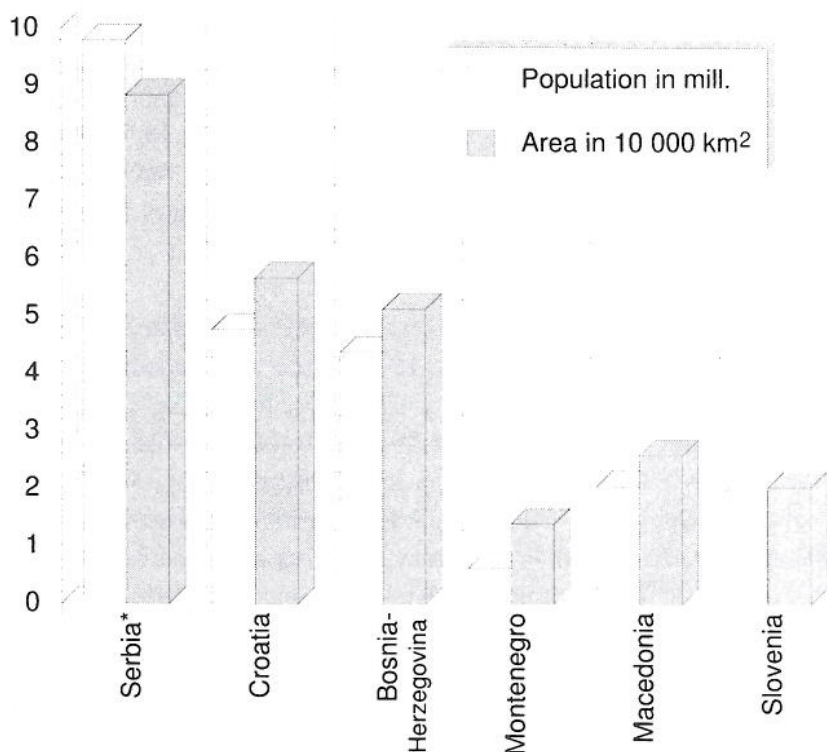 10
9
8
7
6
5
4
3
2
1
0
Population in mill.
Area in 10 000 km²
Serbia*
Croatia
Bosnia-
Herzegovina
Montenegro
Macedonia
Slovenia